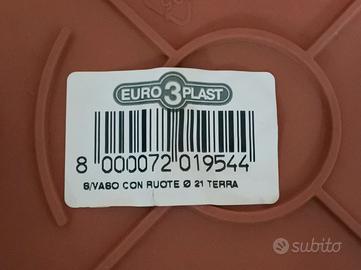 EURO 3 PLAST
8 000072 019544
S/VASO CON RUOTE Ø 21 TERRA
subito